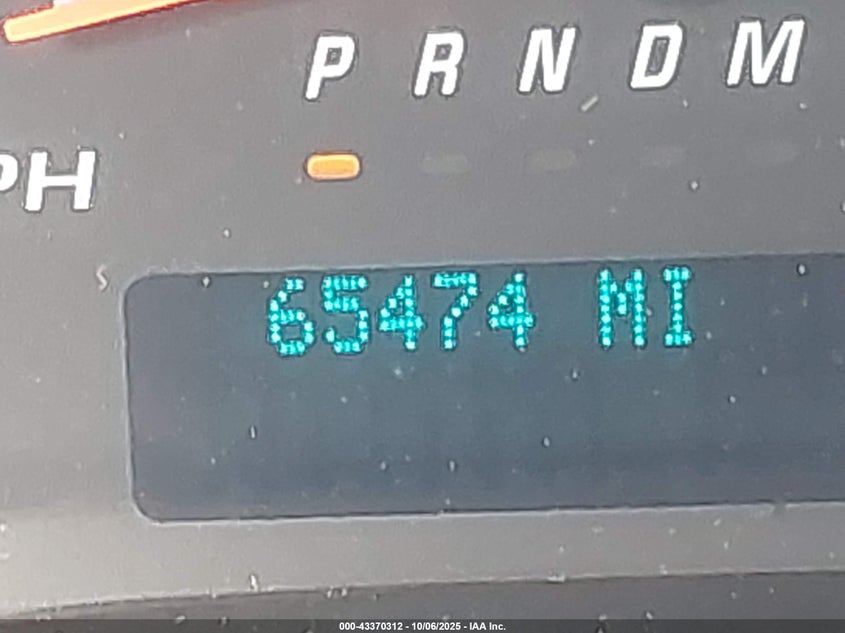 P R N D M
PH
65474 MI
000-43370312 - 10/06/2025 - IAA Inc.